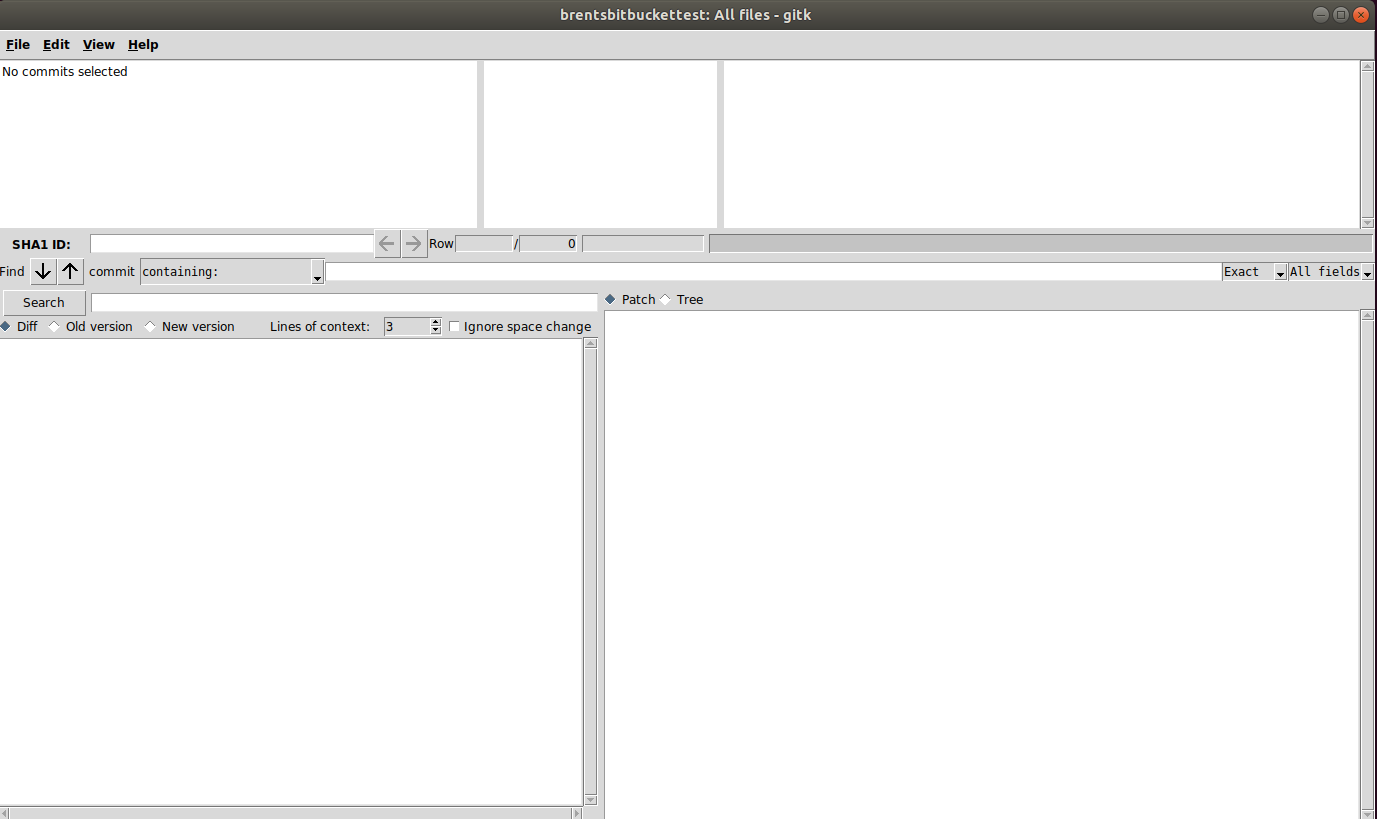 brentsbitbuckettest: All files - gitk
File Edit View Help
No commits selected
SHA1 ID: Row / 0
Find commit containing: Exact All fields
Search
Patch Tree
Diff Old version New version Lines of context: 3 Ignore space change